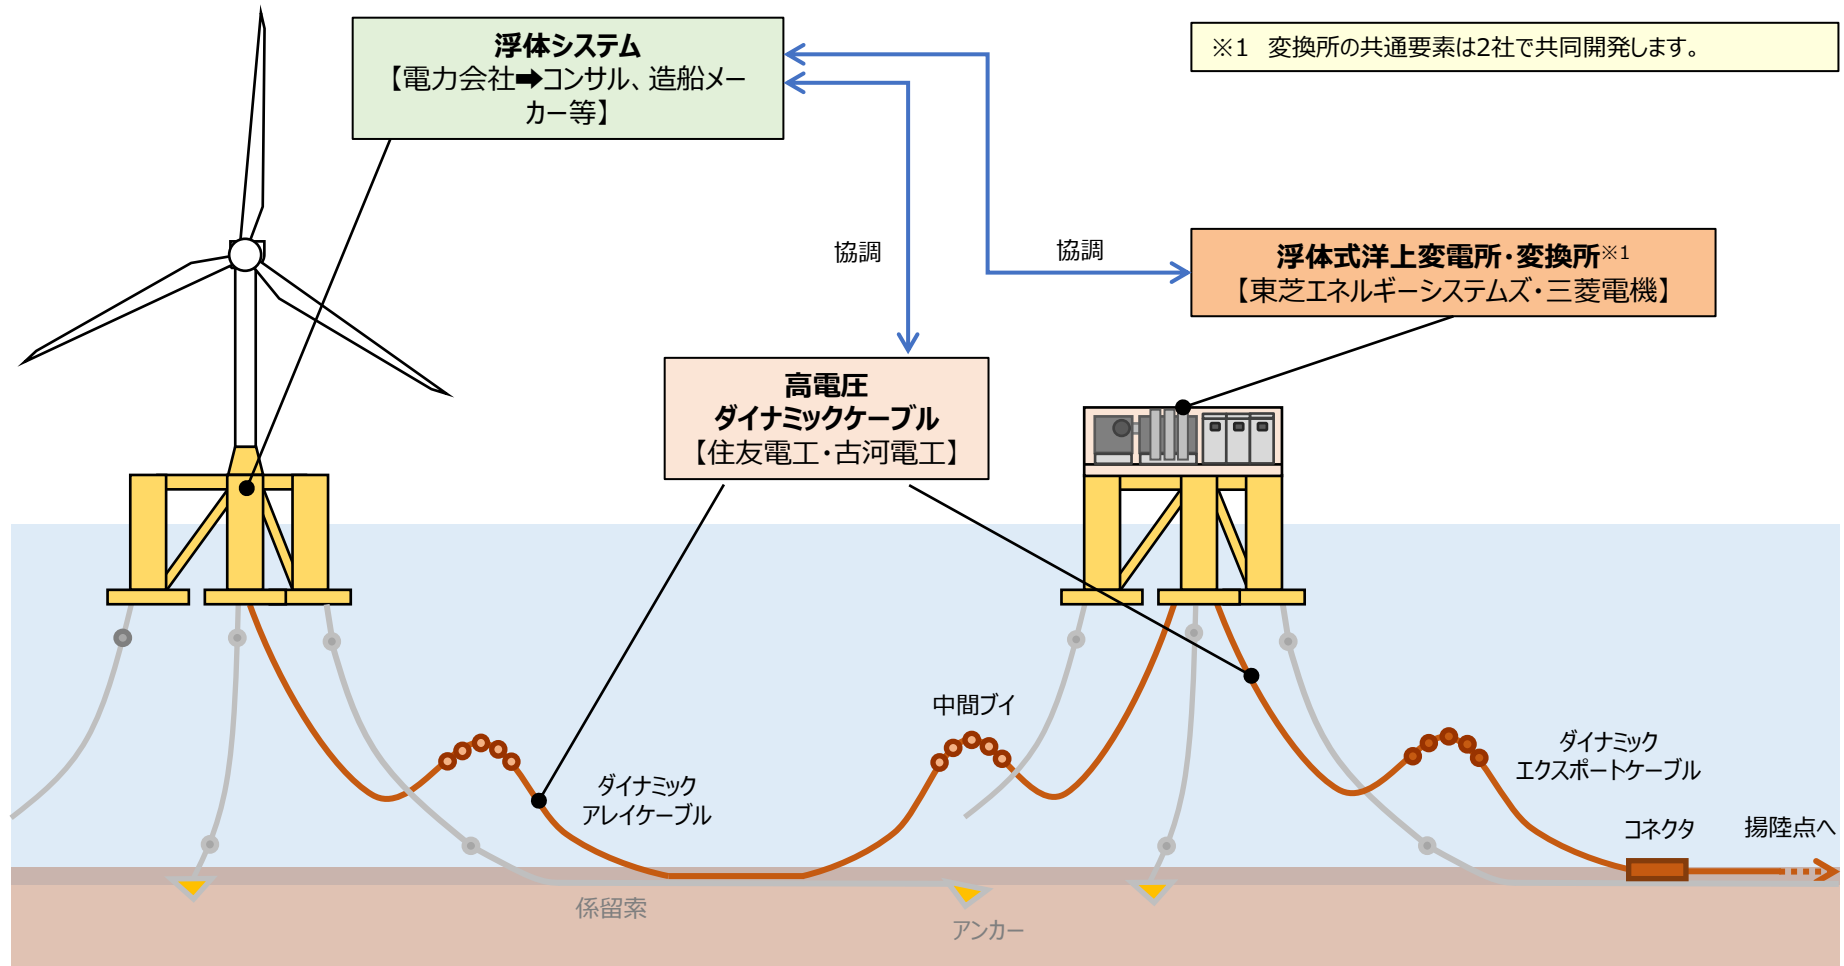 浮体システム
【電力会社➡コンサル、造船メー
カー等】
※1 変換所の共通要素は2社で共同開発します。
協調
協調
浮体式洋上変電所・変換所※1
【東芝エネルギーシステムズ・三菱電機】
高電圧
ダイナミックケーブル
【住友電工・古河電工】
中間ブイ
ダイナミック
アレイケーブル
ダイナミック
エクスポートケーブル
コネクタ
揚陸点へ
係留索
アンカー